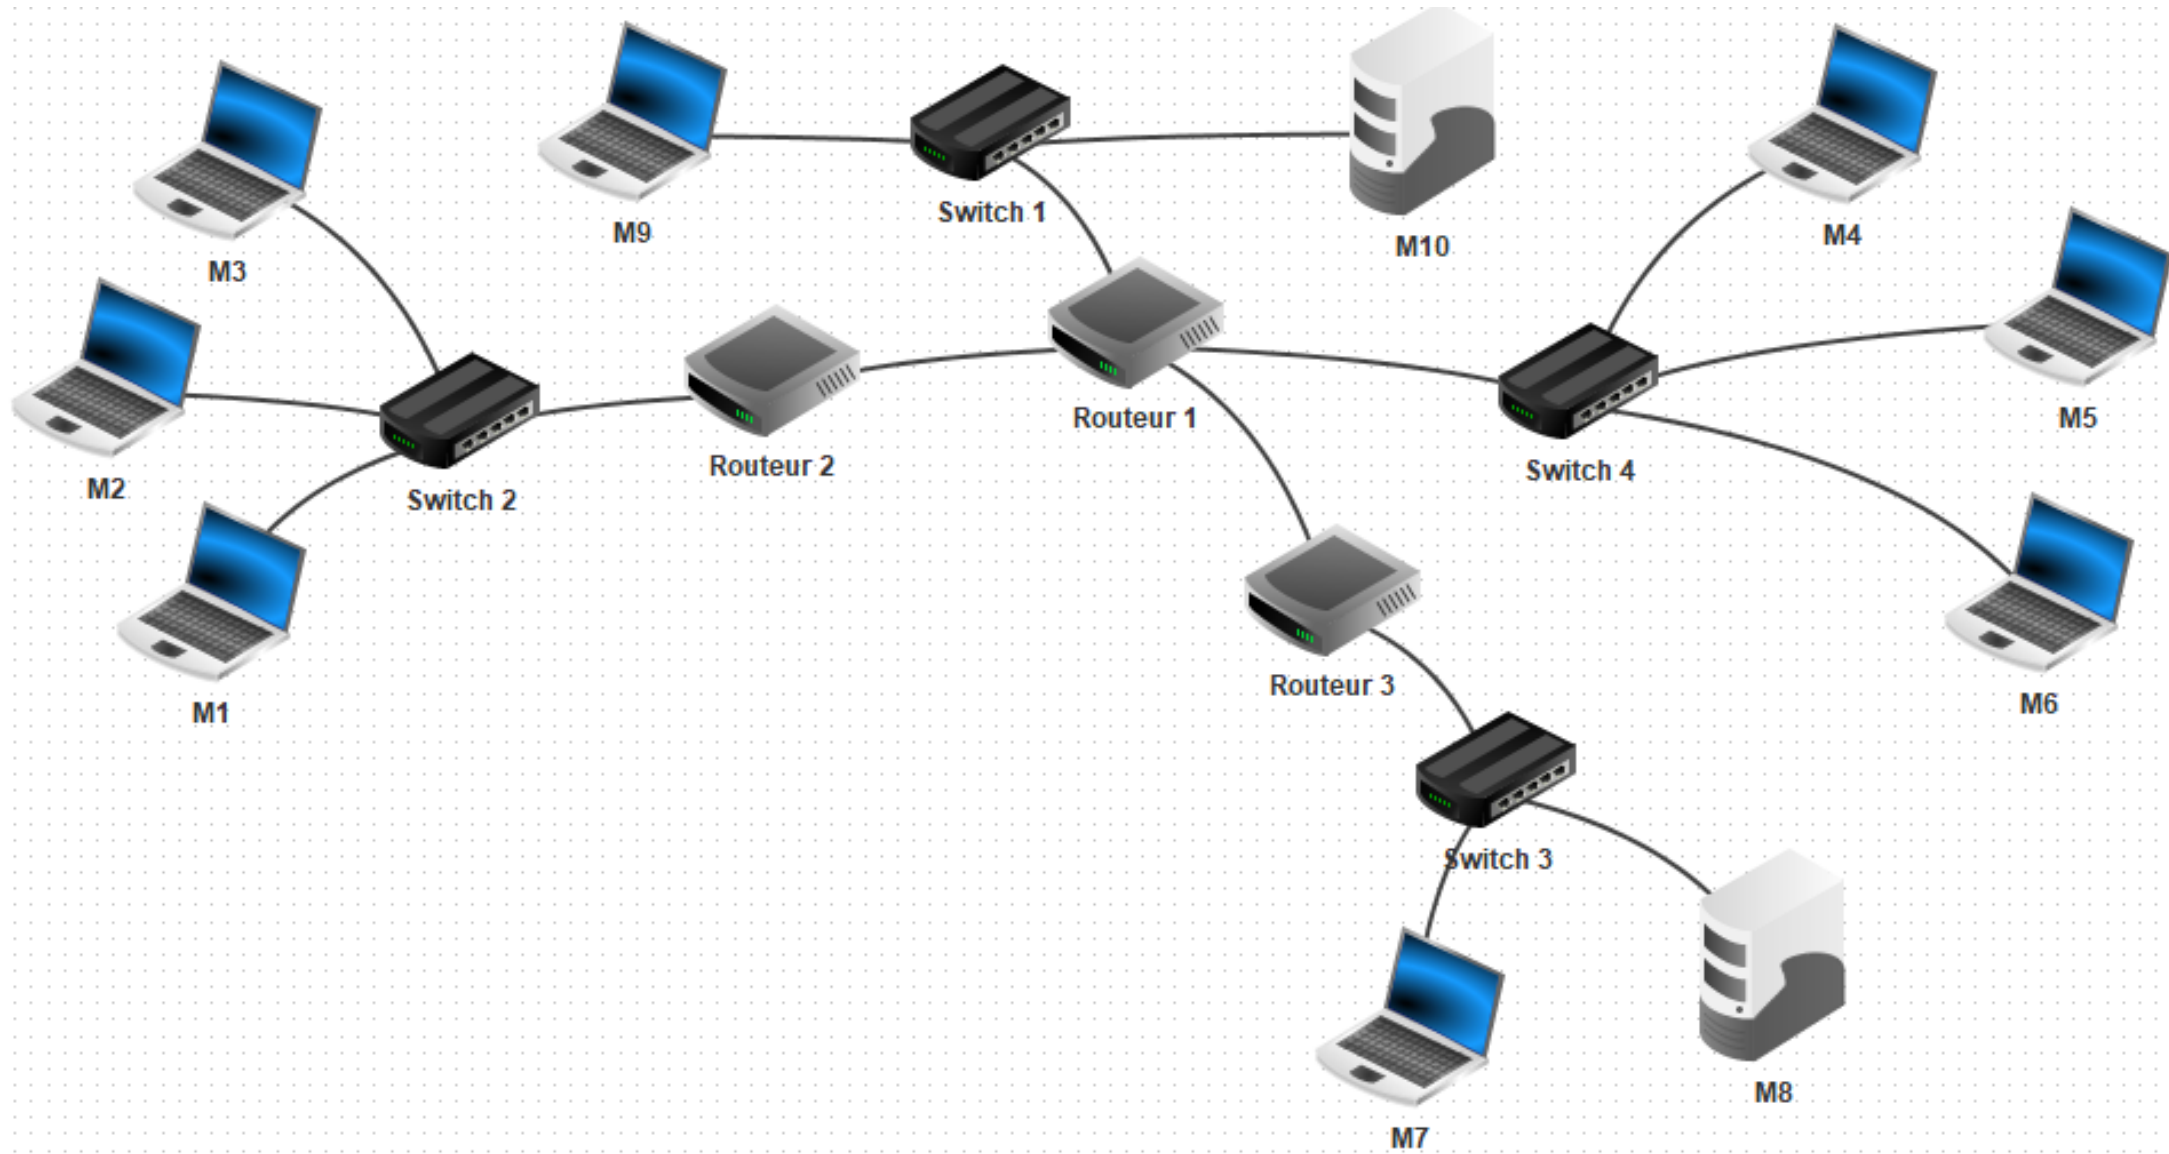 Switch 1
M9
M4
M10
M3
Routeur 1
M5
Routeur 2
Switch 4
M2
Switch 2
Routeur 3
M6
M1
Switch 3
M8
M7